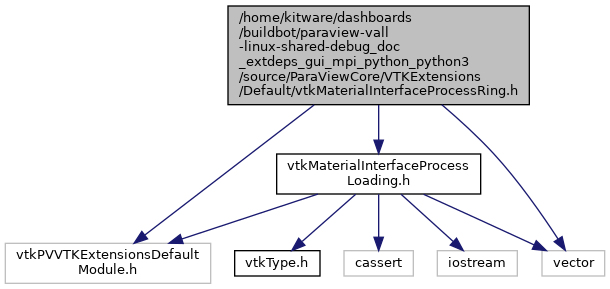 /home/kitware/dashboards
/buildbot/paraview-vall
-linux-shared-debug_doc
_extdeps_gui_mpi_python_python3
/source/ParaViewCore/VTKExtensions
/Default/vtkMaterialInterfaceProcessRing.h
vtkMaterialInterfaceProcess
Loading.h
vtkPVVTKExtensionsDefault
Module.h
vtkType.h
cassert
iostream
vector